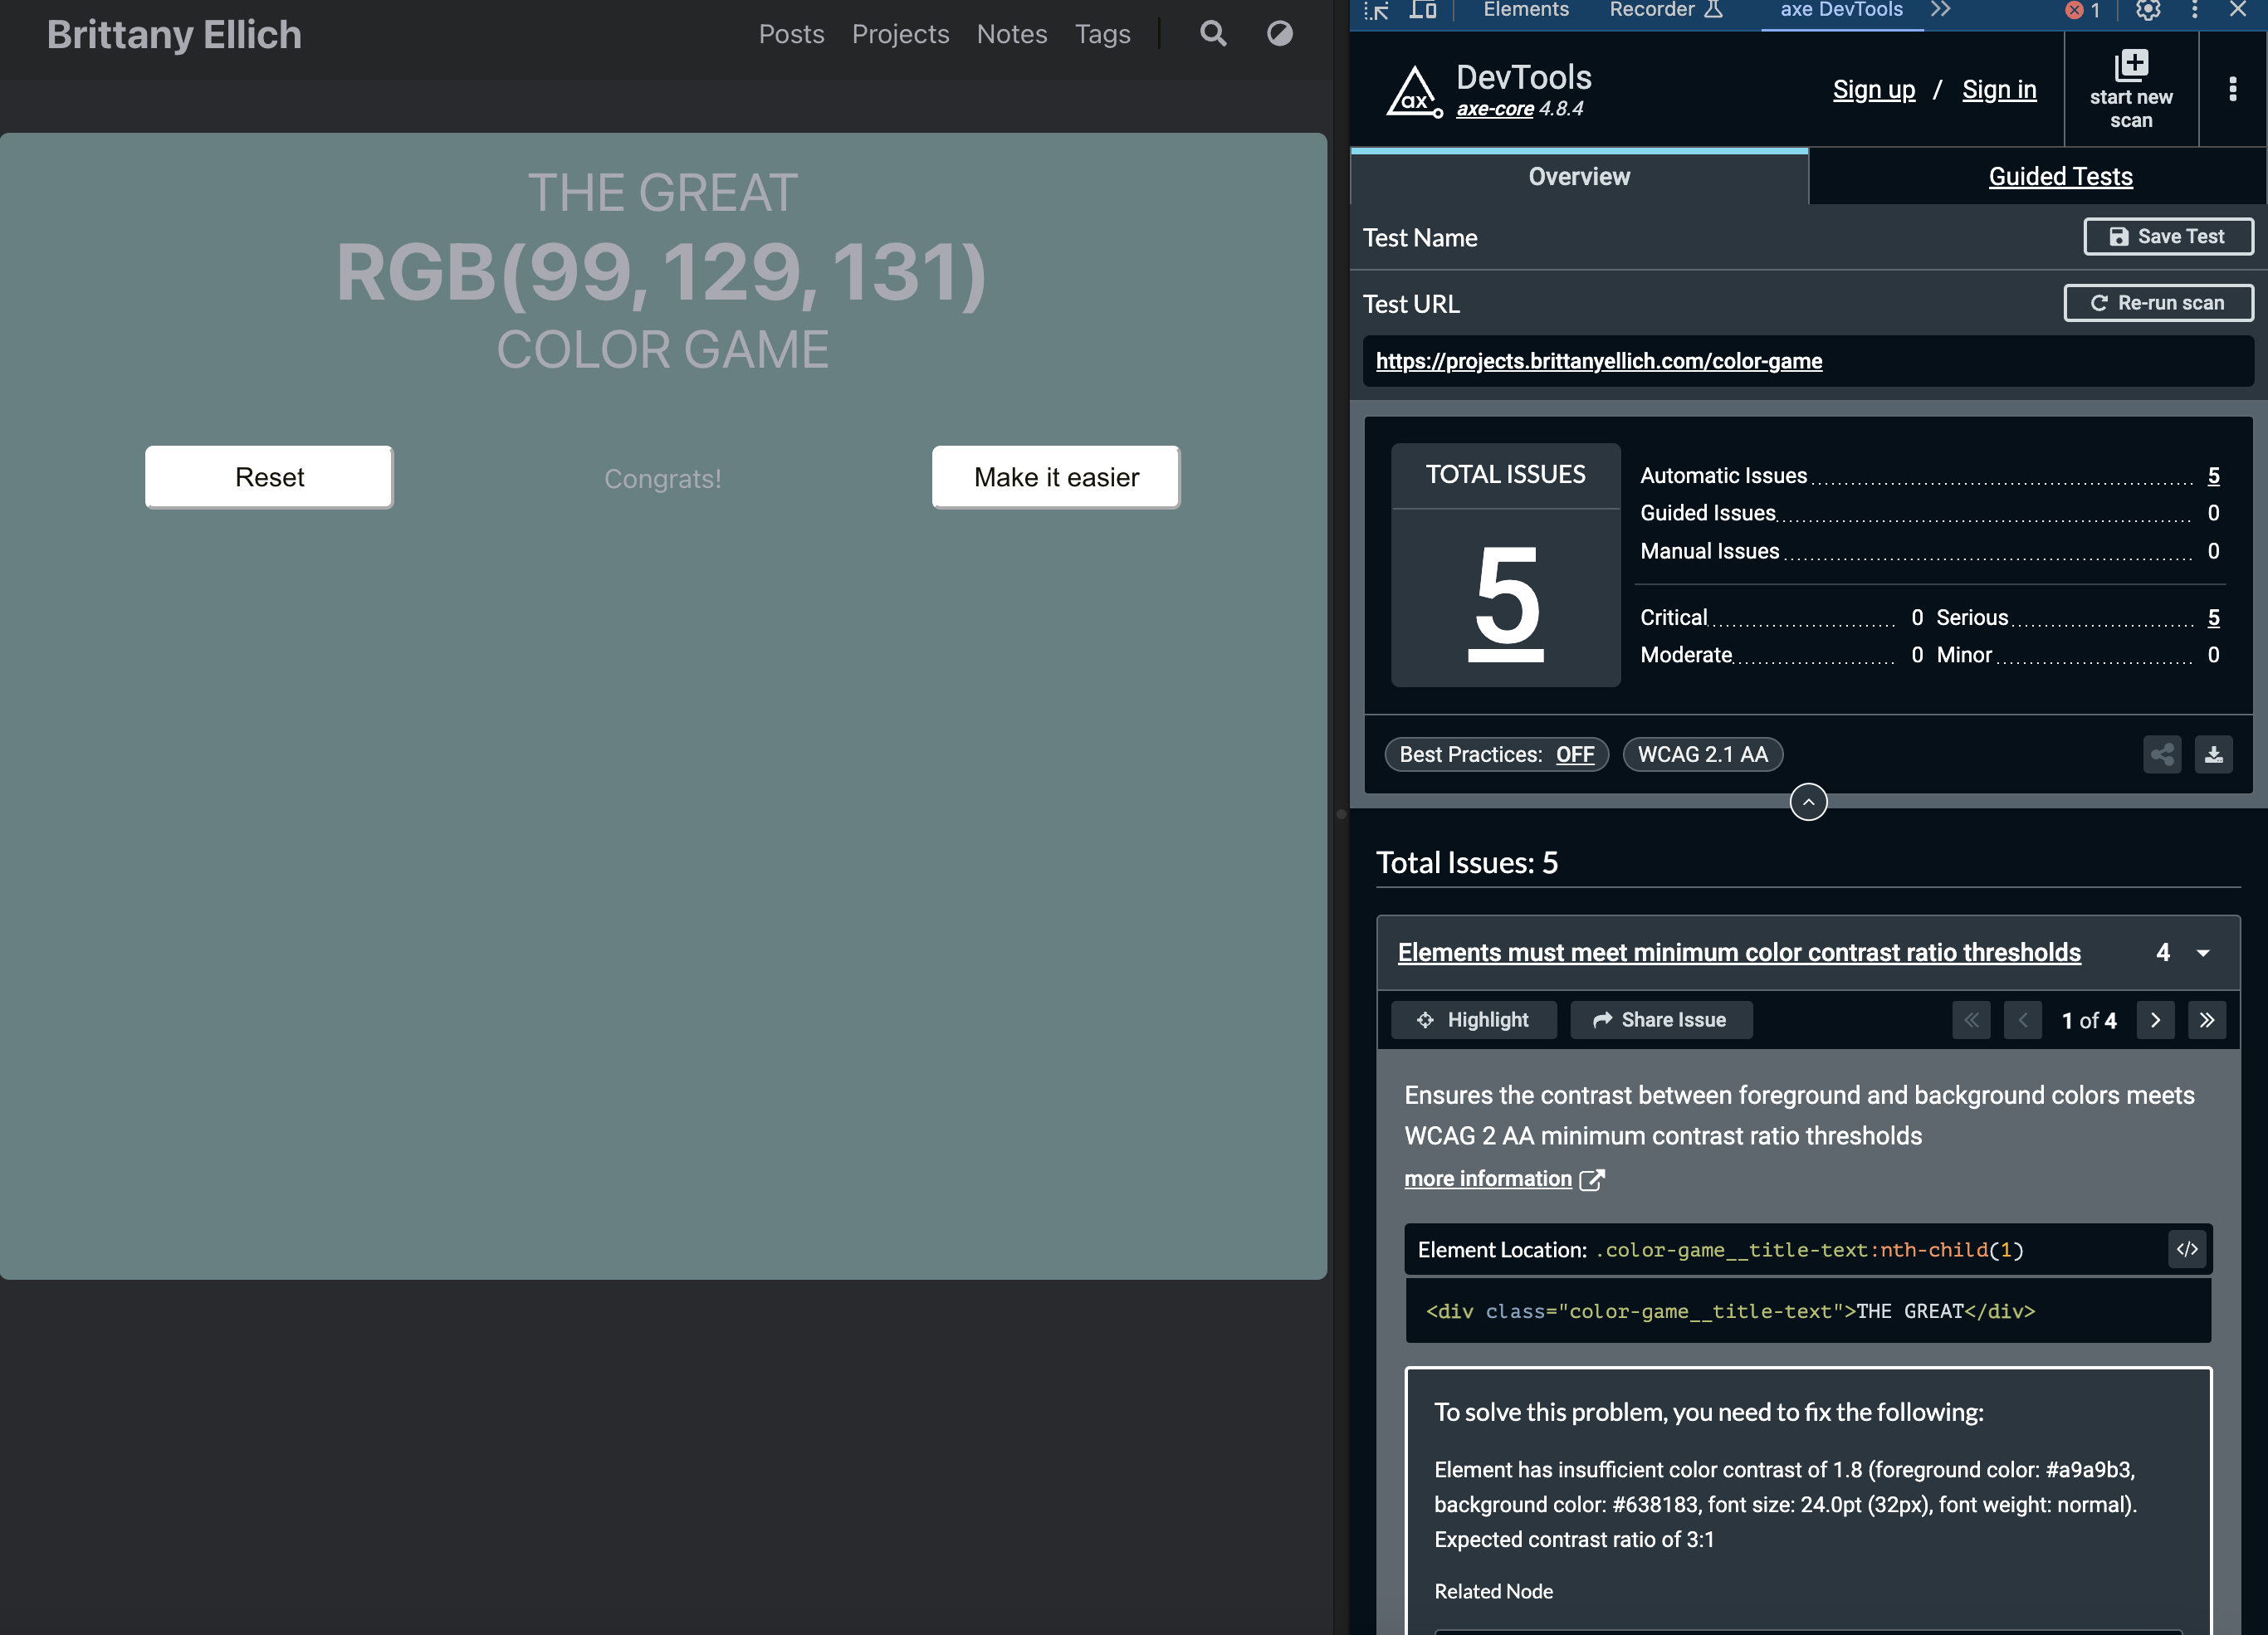 Brittany Ellich
Posts Projects Notes Tags
THE GREAT
RGB(99, 129, 131)
COLOR GAME
Reset
Congrats!
Make it easier
Elements Recorder axe DevTools 1
ax
DevTools
axe-core 4.8.4
Sign up / Sign in
start new
scan
Overview
Guided Tests
Test Name
Save Test
Test URL
Re-run scan
https://projects.brittanyellich.com/color-game
TOTAL ISSUES
5
Automatic Issues 5
Guided Issues 0
Manual Issues 0
Critical 0 Serious 5
Moderate 0 Minor 0
Best Practices: OFF WCAG 2.1 AA
Total Issues: 5
Elements must meet minimum color contrast ratio thresholds 4
Highlight Share Issue 1 of 4
Ensures the contrast between foreground and background colors meets
WCAG 2 AA minimum contrast ratio thresholds
more information
Element Location: .color-game__title-text:nth-child(1) </>
<div class="color-game__title-text">THE GREAT</div>
To solve this problem, you need to fix the following:
Element has insufficient color contrast of 1.8 (foreground color: #a9a9b3,
background color: #638183, font size: 24.0pt (32px), font weight: normal).
Expected contrast ratio of 3:1
Related Node